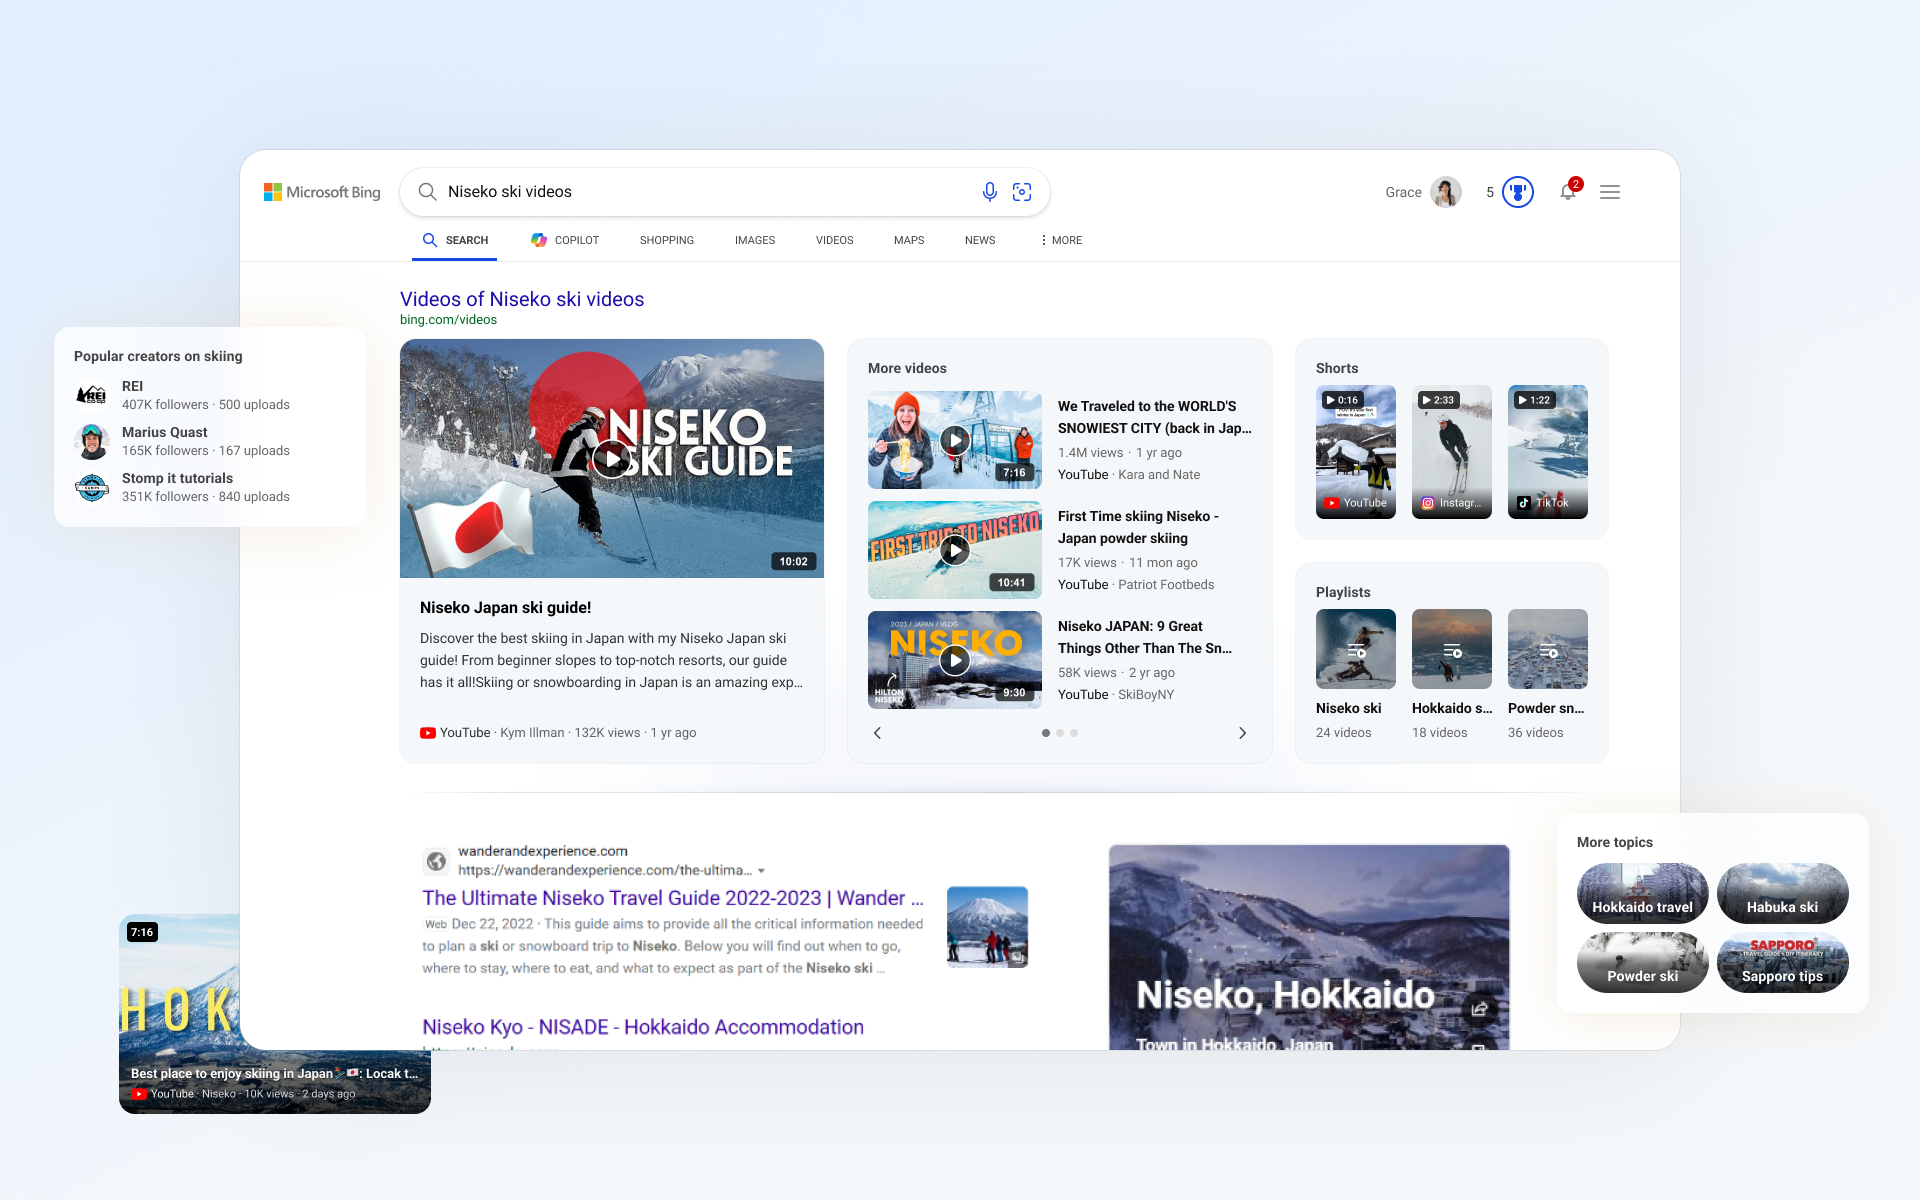 Microsoft Bing
Niseko ski videos
Grace
5
2
SEARCH
COPILOT
SHOPPING
IMAGES
VIDEOS
MAPS
NEWS
MORE
Videos of Niseko ski videos
bing.com/videos
Popular creators on skiing
REI
REI
407K followers · 500 uploads
Marius Quast
165K followers · 167 uploads
Stomp it tutorials
351K followers · 840 uploads
NISEKO
SKI GUIDE
10:02
Niseko Japan ski guide!
Discover the best skiing in Japan with my Niseko Japan ski
guide! From beginner slopes to top-notch resorts, our guide
has it all!Skiing or snowboarding in Japan is an amazing exp...
YouTube · Kym Illman · 132K views · 1 yr ago
More videos
7:16
We Traveled to the WORLD'S
SNOWIEST CITY (back in Jap...
1.4M views · 1 yr ago
YouTube · Kara and Nate
FIRST TRIP TO NISEKO
10:41
First Time skiing Niseko -
Japan powder skiing
17K views · 11 mon ago
YouTube · Patriot Footbeds
2023 / JAPAN / VLOG
NISEKO
HILTON
NISEKO
9:30
Niseko JAPAN: 9 Great
Things Other Than The Sn...
58K views · 2 yr ago
YouTube · SkiBoyNY
Shorts
0:16
YouTube
2:33
Instagr...
1:22
TikTok
Playlists
Niseko ski
24 videos
Hokkaido s...
18 videos
Powder sn...
36 videos
wanderandexperience.com
https://wanderandexperience.com/the-ultima...
The Ultimate Niseko Travel Guide 2022-2023 | Wander ...
Web Dec 22, 2022 · This guide aims to provide all the critical information needed
to plan a ski or snowboard trip to Niseko. Below you will find out when to go,
where to stay, where to eat, and what to expect as part of the Niseko ski ...
Niseko Kyo - NISADE - Hokkaido Accommodation
Niseko, Hokkaido
Town in Hokkaido, Japan
More topics
Hokkaido travel
Habuka ski
Powder ski
SAPPORO
TRAVEL GUIDE + DIY ITINERARY
Sapporo tips
7:16
HOK
Best place to enjoy skiing in Japan⛷🇯🇵: Locak t...
YouTube · Niseko - 10K views · 2 days ago